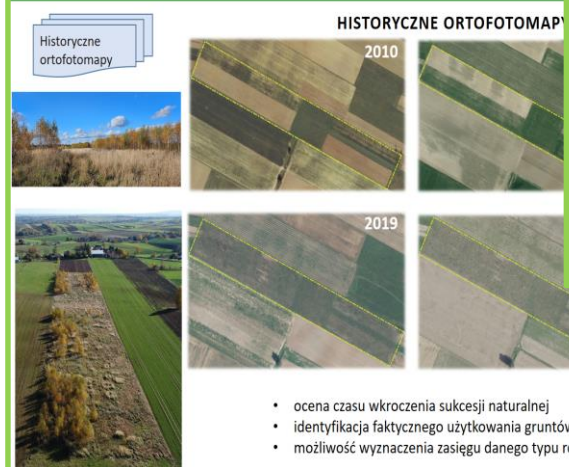 HISTORYCZNE ORTOFOTOMAPY
Historyczne
ortofotomapy
2010
2019
• ocena czasu wkroczenia sukcesji naturalnej
• identyfikacja faktycznego użytkowania gruntów
• możliwość wyznaczenia zasięgu danego typu